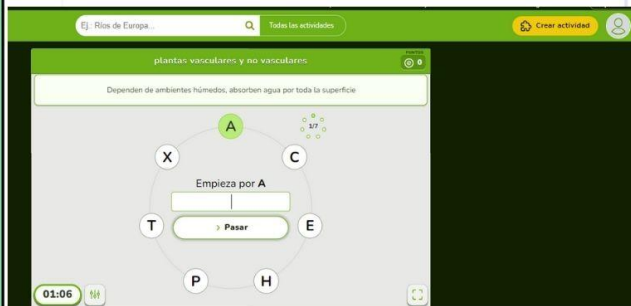 Ej.: Ríos de Europa...
Todas las actividades
Crear actividad
plantas vasculares y no vasculares
PUNTOS
0
Dependen de ambientes húmedos, absorben agua por toda la superficie
A
1/7
X
C
Empieza por A
T
Pasar
E
P
H
01:06